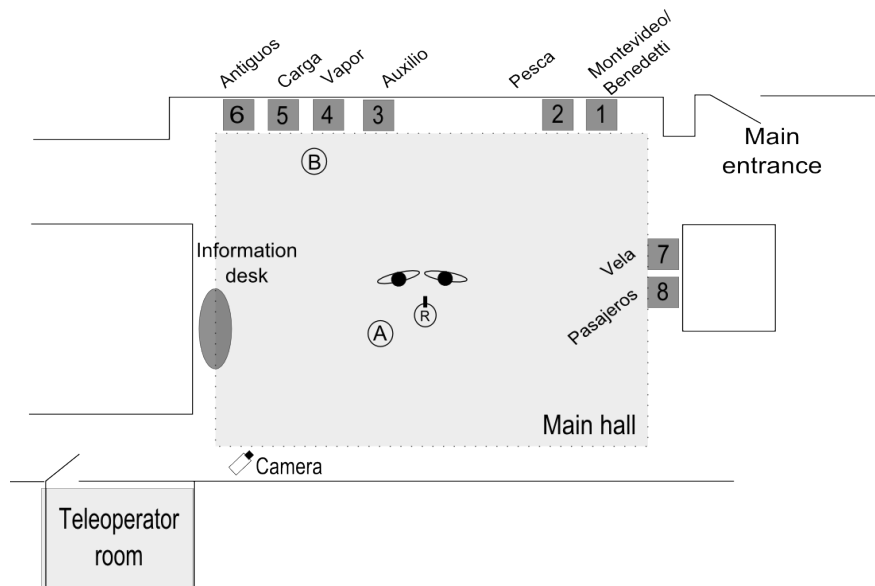 Antiguos
Carga
Vapor
Auxilio
Pesca
Montevideo/
Benedetti
6
5
4
3
2
1
Main
entrance
B
Information
desk
Vela
7
Pasajeros
8
R
A
Main hall
Camera
Teleoperator
room